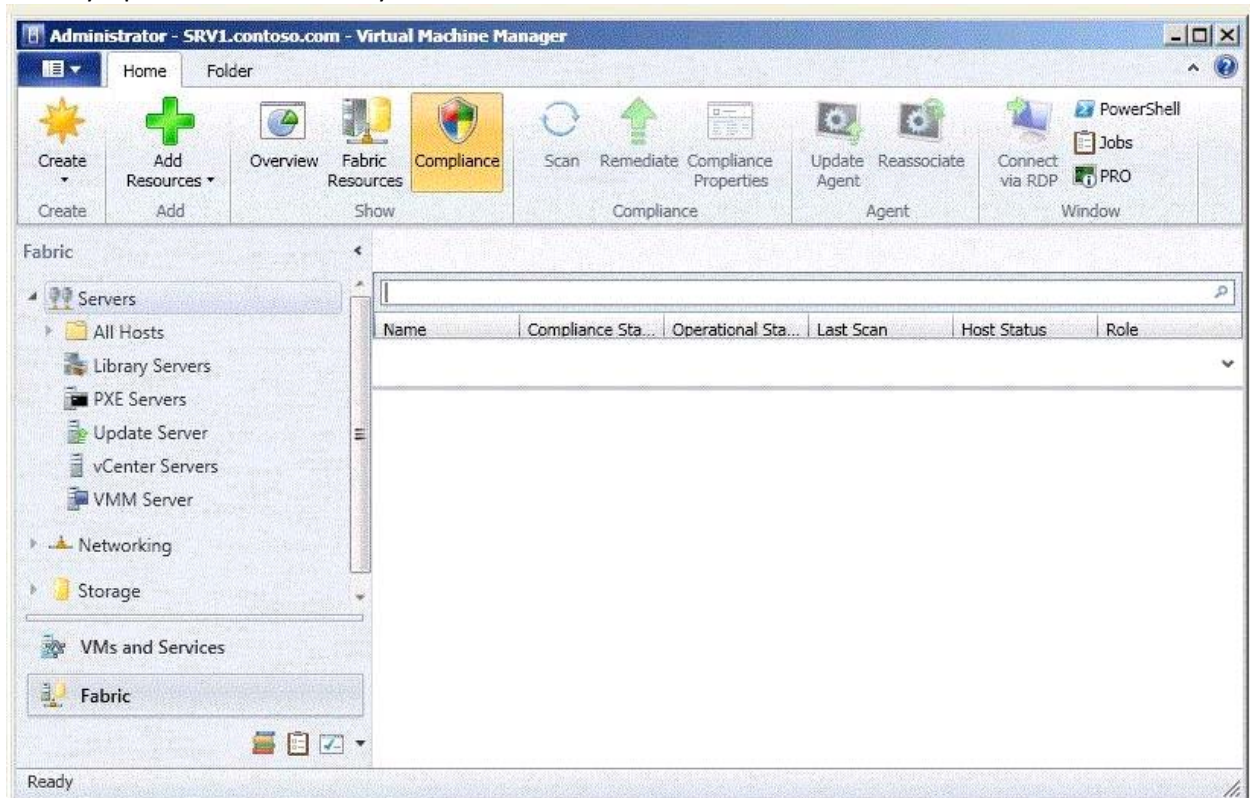 Administrator - SRV1.contoso.com - Virtual Machine Manager
Home Folder
Create
Add Resources
Overview
Fabric Resources
Compliance
Scan
Remediate
Compliance Properties
Update Agent
Reassociate
Connect via RDP
PowerShell
Jobs
PRO
Create Add Show Compliance Agent Window
Fabric
Servers
All Hosts
Library Servers
PXE Servers
Update Server
vCenter Servers
VMM Server
Networking
Storage
VMs and Services
Fabric
Name Compliance Sta... Operational Sta... Last Scan Host Status Role
Ready